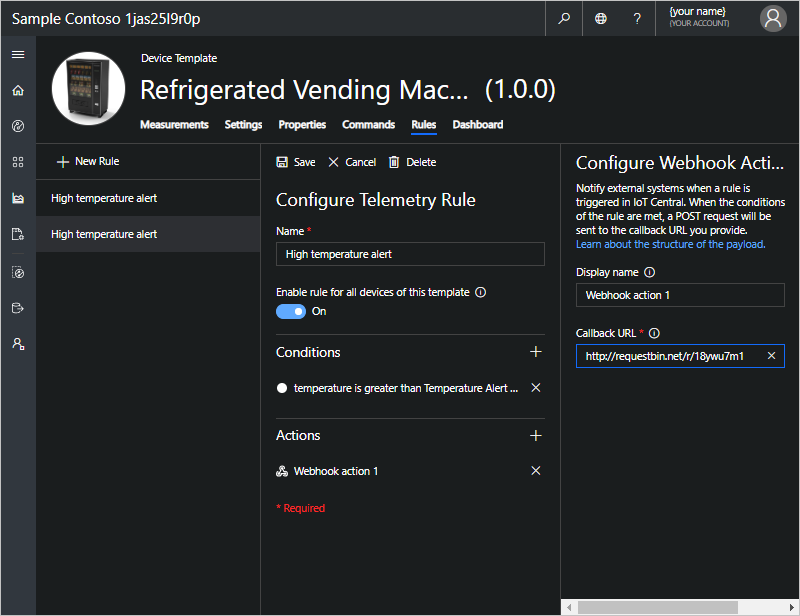 Sample Contoso 1jas25l9r0p
?
{your name}
(YOUR ACCOUNT)
Device Template
Refrigerated Vending Mac... (1.0.0)
Measurements Settings Properties Commands Rules Dashboard
New Rule
High temperature alert
High temperature alert
Save Cancel Delete
Configure Telemetry Rule
Name *
High temperature alert
Enable rule for all devices of this template
On
Conditions
temperature is greater than Temperature Alert ...
Actions
Webhook action 1
* Required
Configure Webhook Acti...
Notify external systems when a rule is
triggered in IoT Central. When the conditions
of the rule are met, a POST request will be
sent to the callback URL you provide.
Learn about the structure of the payload.
Display name
Webhook action 1
Callback URL *
http://requestbin.net/r/18ywu7m1